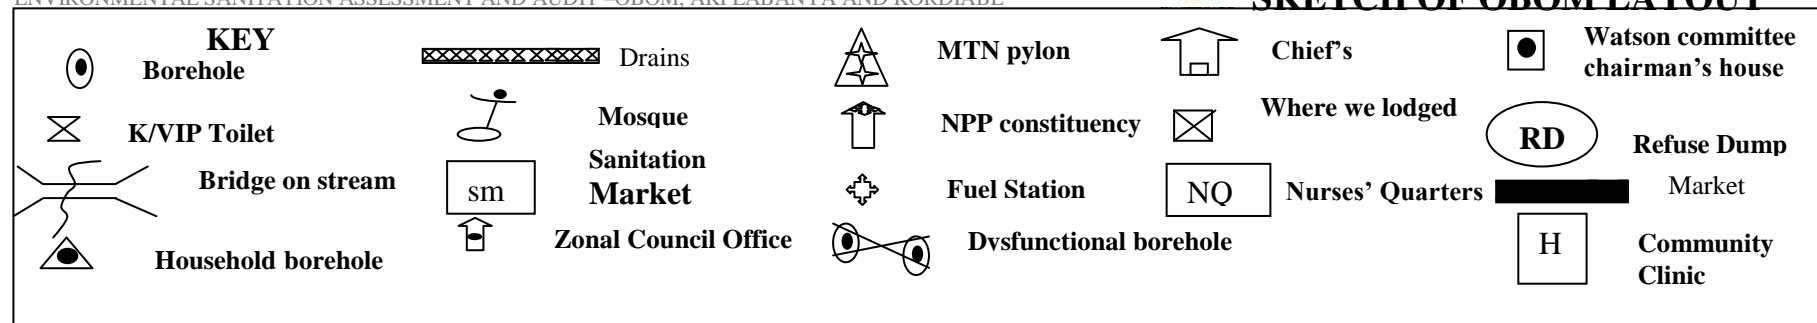 ENVIRONMENTAL SANITATION ASSESSMENT AND AUDIT –OBOM, AKPLABANYA AND KORDIABE
SKETCH OF OBOM LAYOUT
KEY
Borehole
Drains
MTN pylon
Chief's
Watson committee
chairman's house
K/VIP Toilet
Mosque
NPP constituency
Where we lodged
RD
Refuse Dump
Bridge on stream
sm
Sanitation
Market
Fuel Station
NQ
Nurses' Quarters
Market
Household borehole
Zonal Council Office
Dysfunctional borehole
H
Community
Clinic